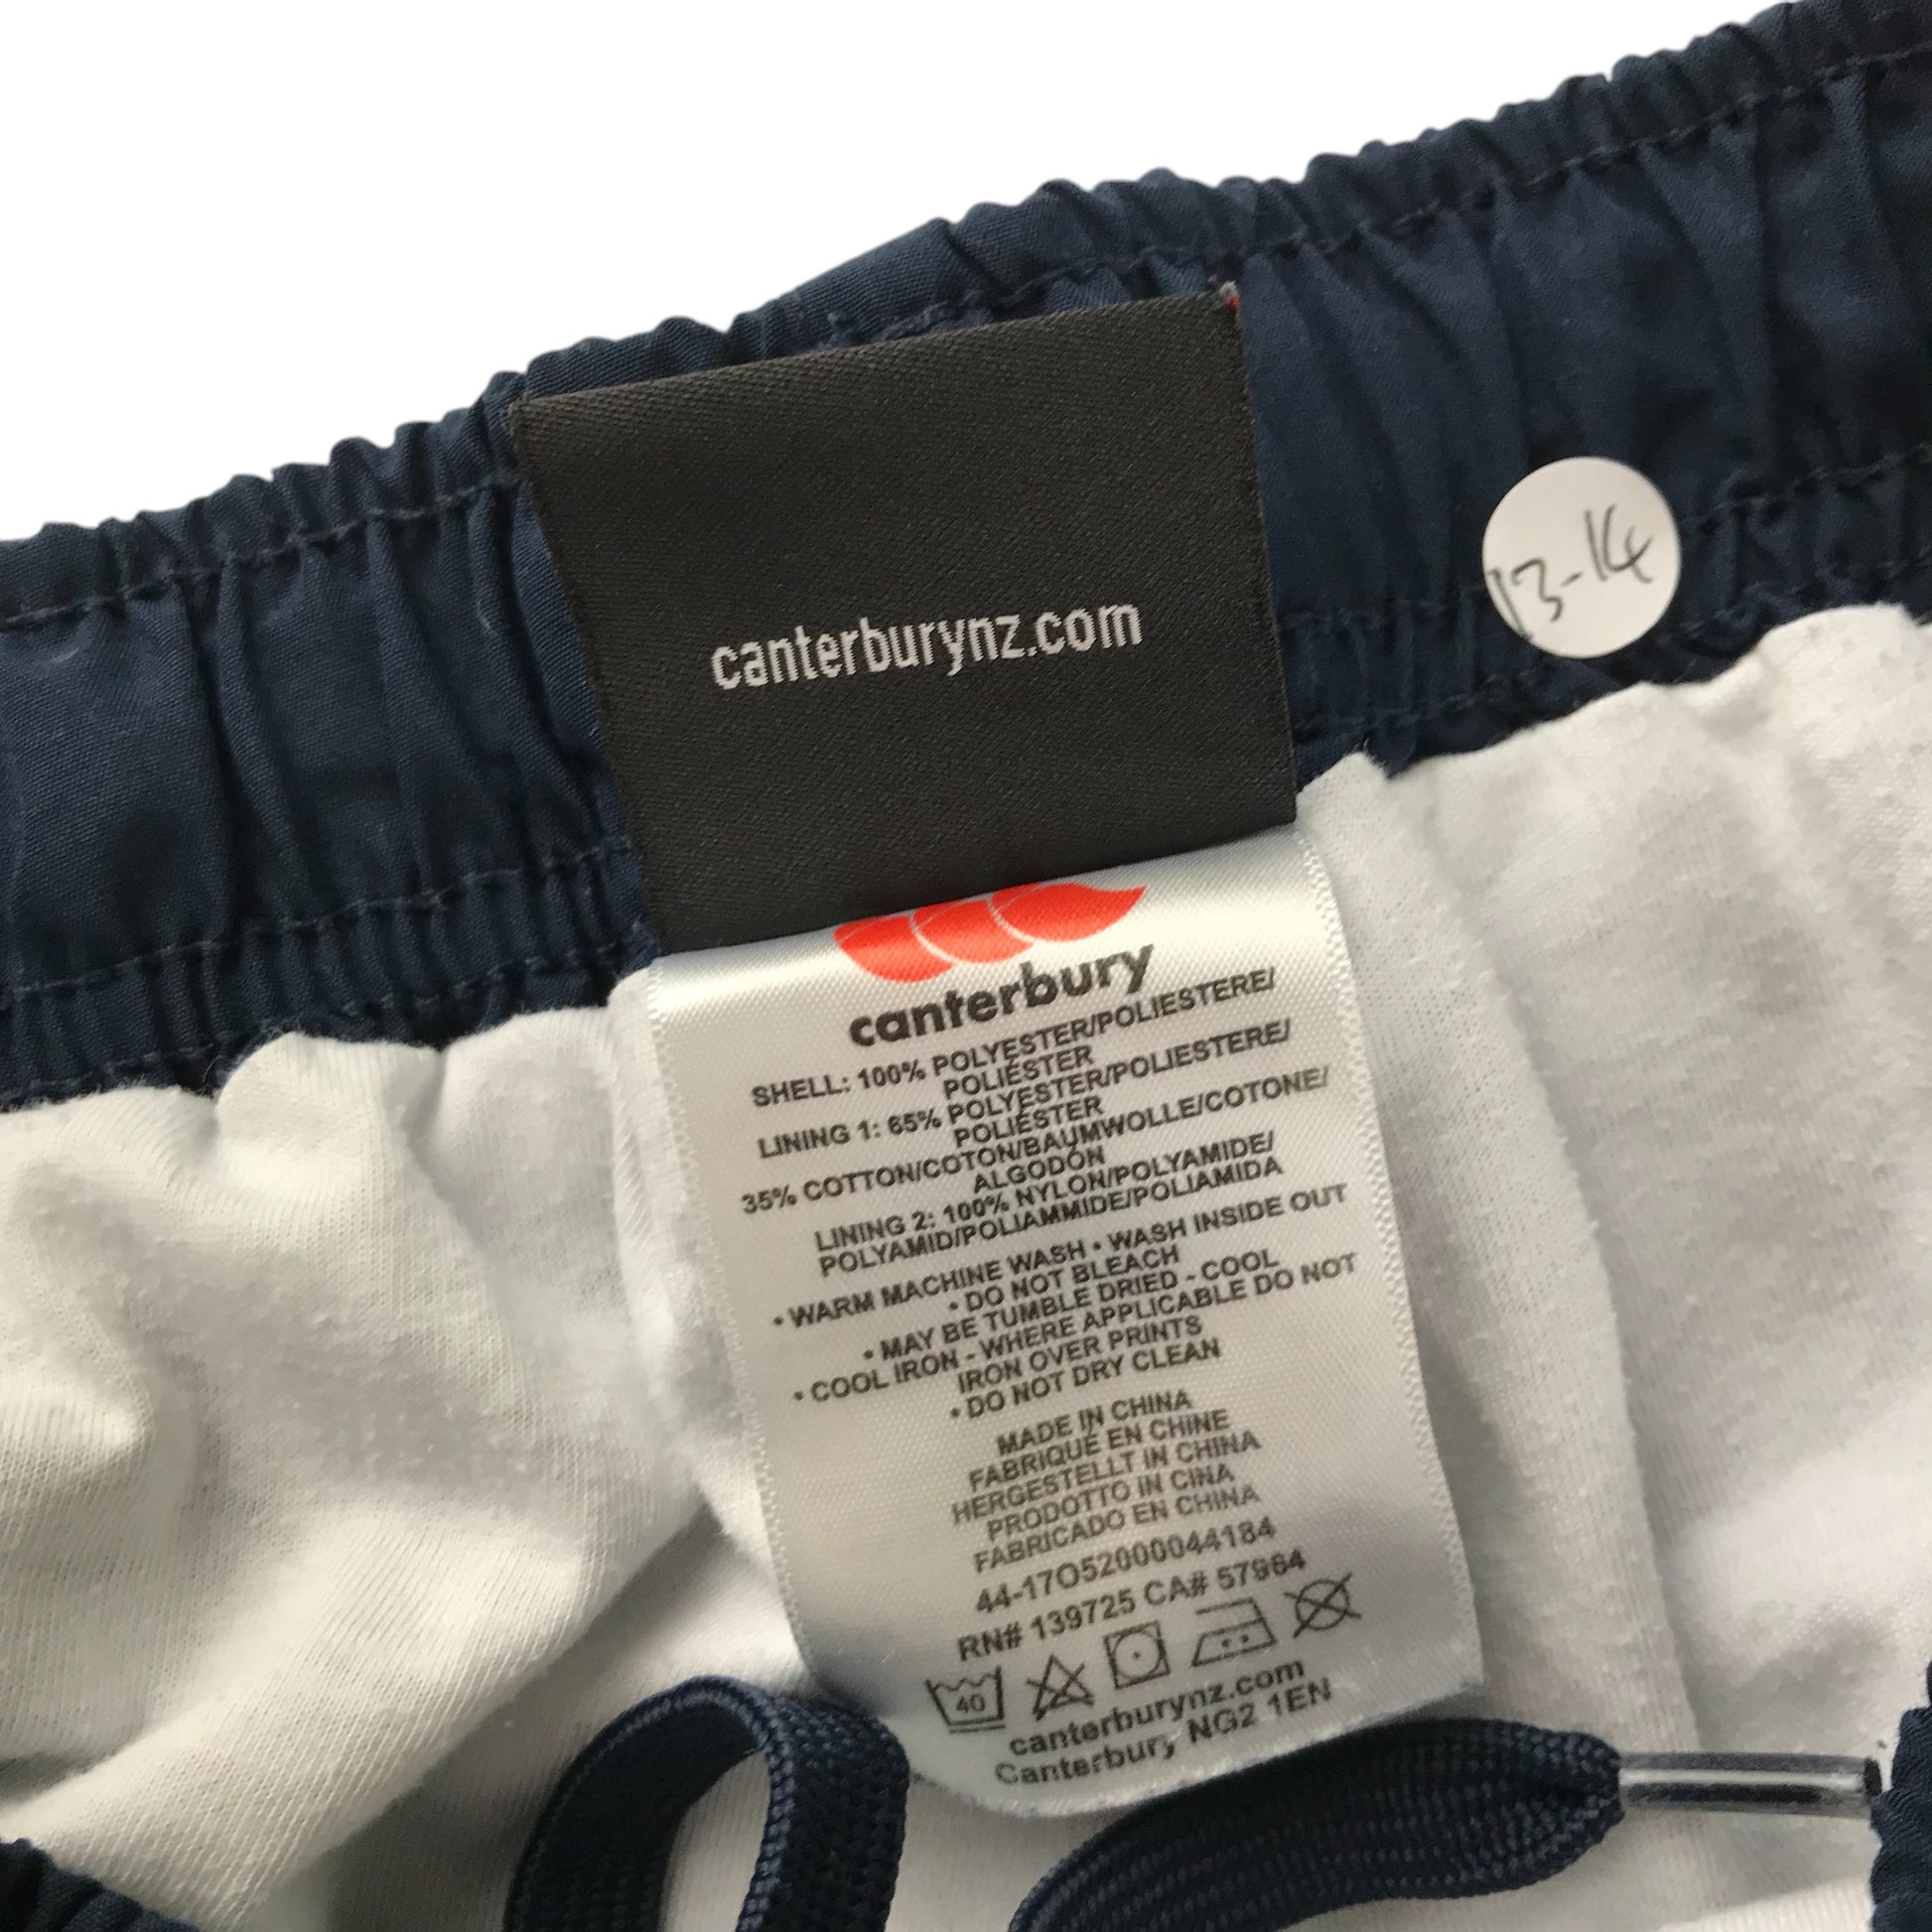 canterburynz.com
13-14
canterbury
SHELL: 100% POLYESTER/POLIESTERE/
POLIÉSTER
LINING 1: 65% POLYESTER/POLIESTERE/
POLIÉSTER
35% COTTON/COTON/BAUMWOLLE/COTONE/
ALGODÓN
LINING 2: 100% NYLON/POLYAMIDE/
POLYAMID/POLIAMMIDE/POLIAMIDA
• WARM MACHINE WASH • WASH INSIDE OUT
• DO NOT BLEACH
• MAY BE TUMBLE DRIED - COOL
• COOL IRON - WHERE APPLICABLE DO NOT
IRON OVER PRINTS
• DO NOT DRY CLEAN
MADE IN CHINA
FABRIQUÉ EN CHINE
HERGESTELLT IN CHINA
PRODOTTO IN CINA
FABRICADO EN CHINA
44-17O52000044184
RN# 139725 CA# 57984
40
canterburynz.com
Canterbury NG2 1EN